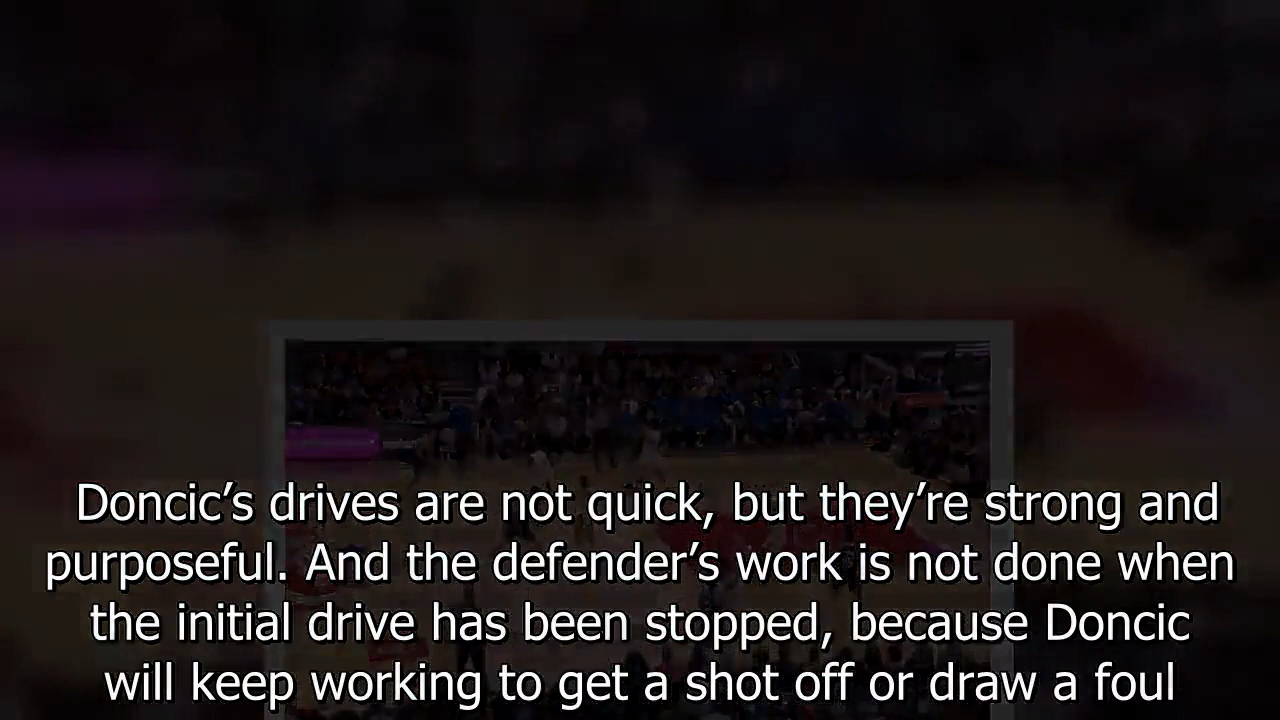 Doncic’s drives are not quick, but they’re strong and
purposeful. And the defender’s work is not done when
the initial drive has been stopped, because Doncic
will keep working to get a shot off or draw a foul